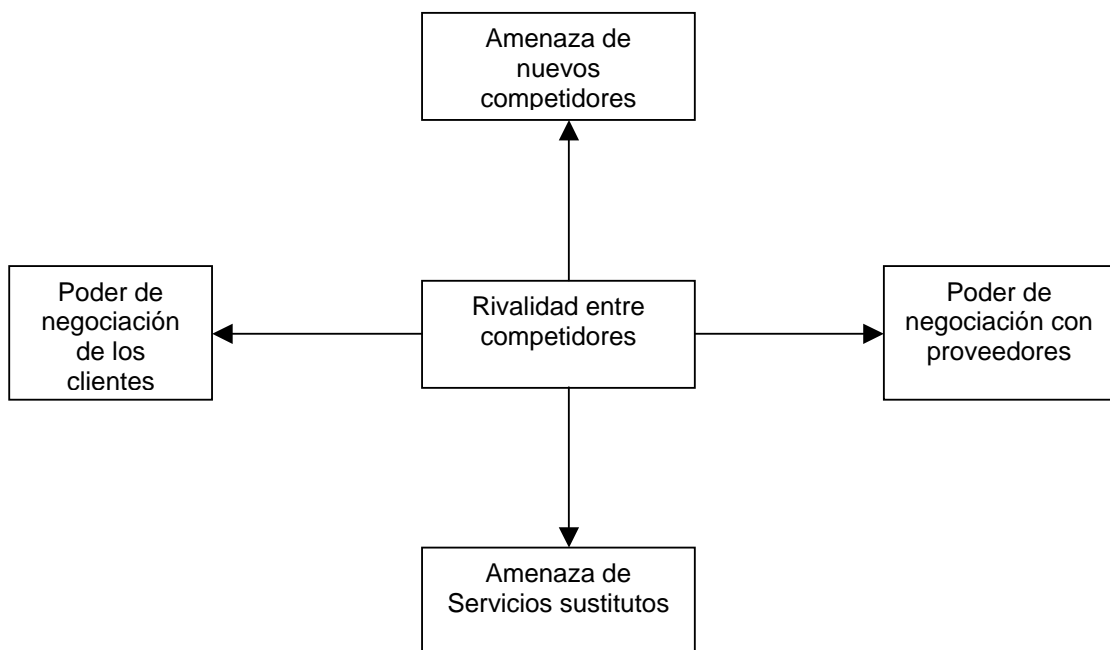 Amenaza de
nuevos
competidores
Poder de
negociación
de los
clientes
Rivalidad entre
competidores
Poder de
negociación con
proveedores
Amenaza de
Servicios sustitutos